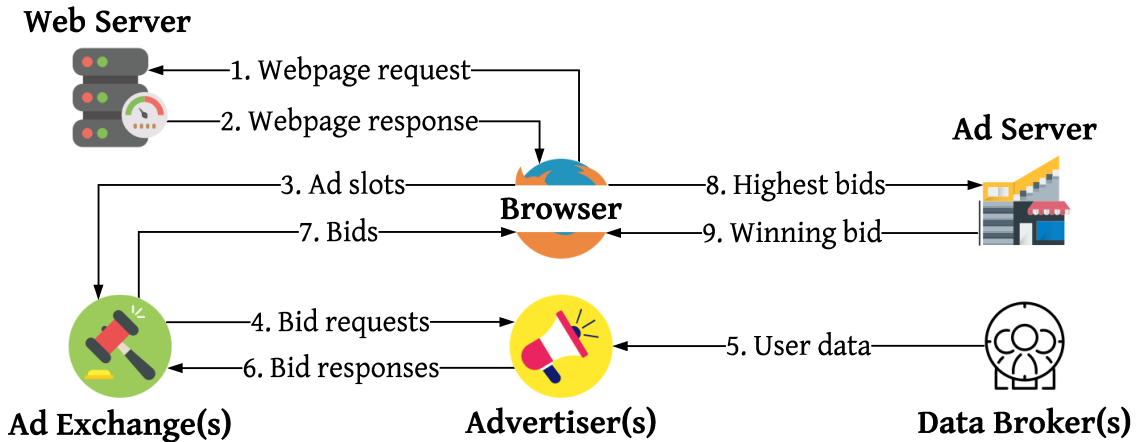 Web Server
1. Webpage request
2. Webpage response
Ad Server
3. Ad slots
8. Highest bids
Browser
7. Bids
9. Winning bid
4. Bid requests
5. User data
6. Bid responses
Ad Exchange(s)
Advertiser(s)
Data Broker(s)